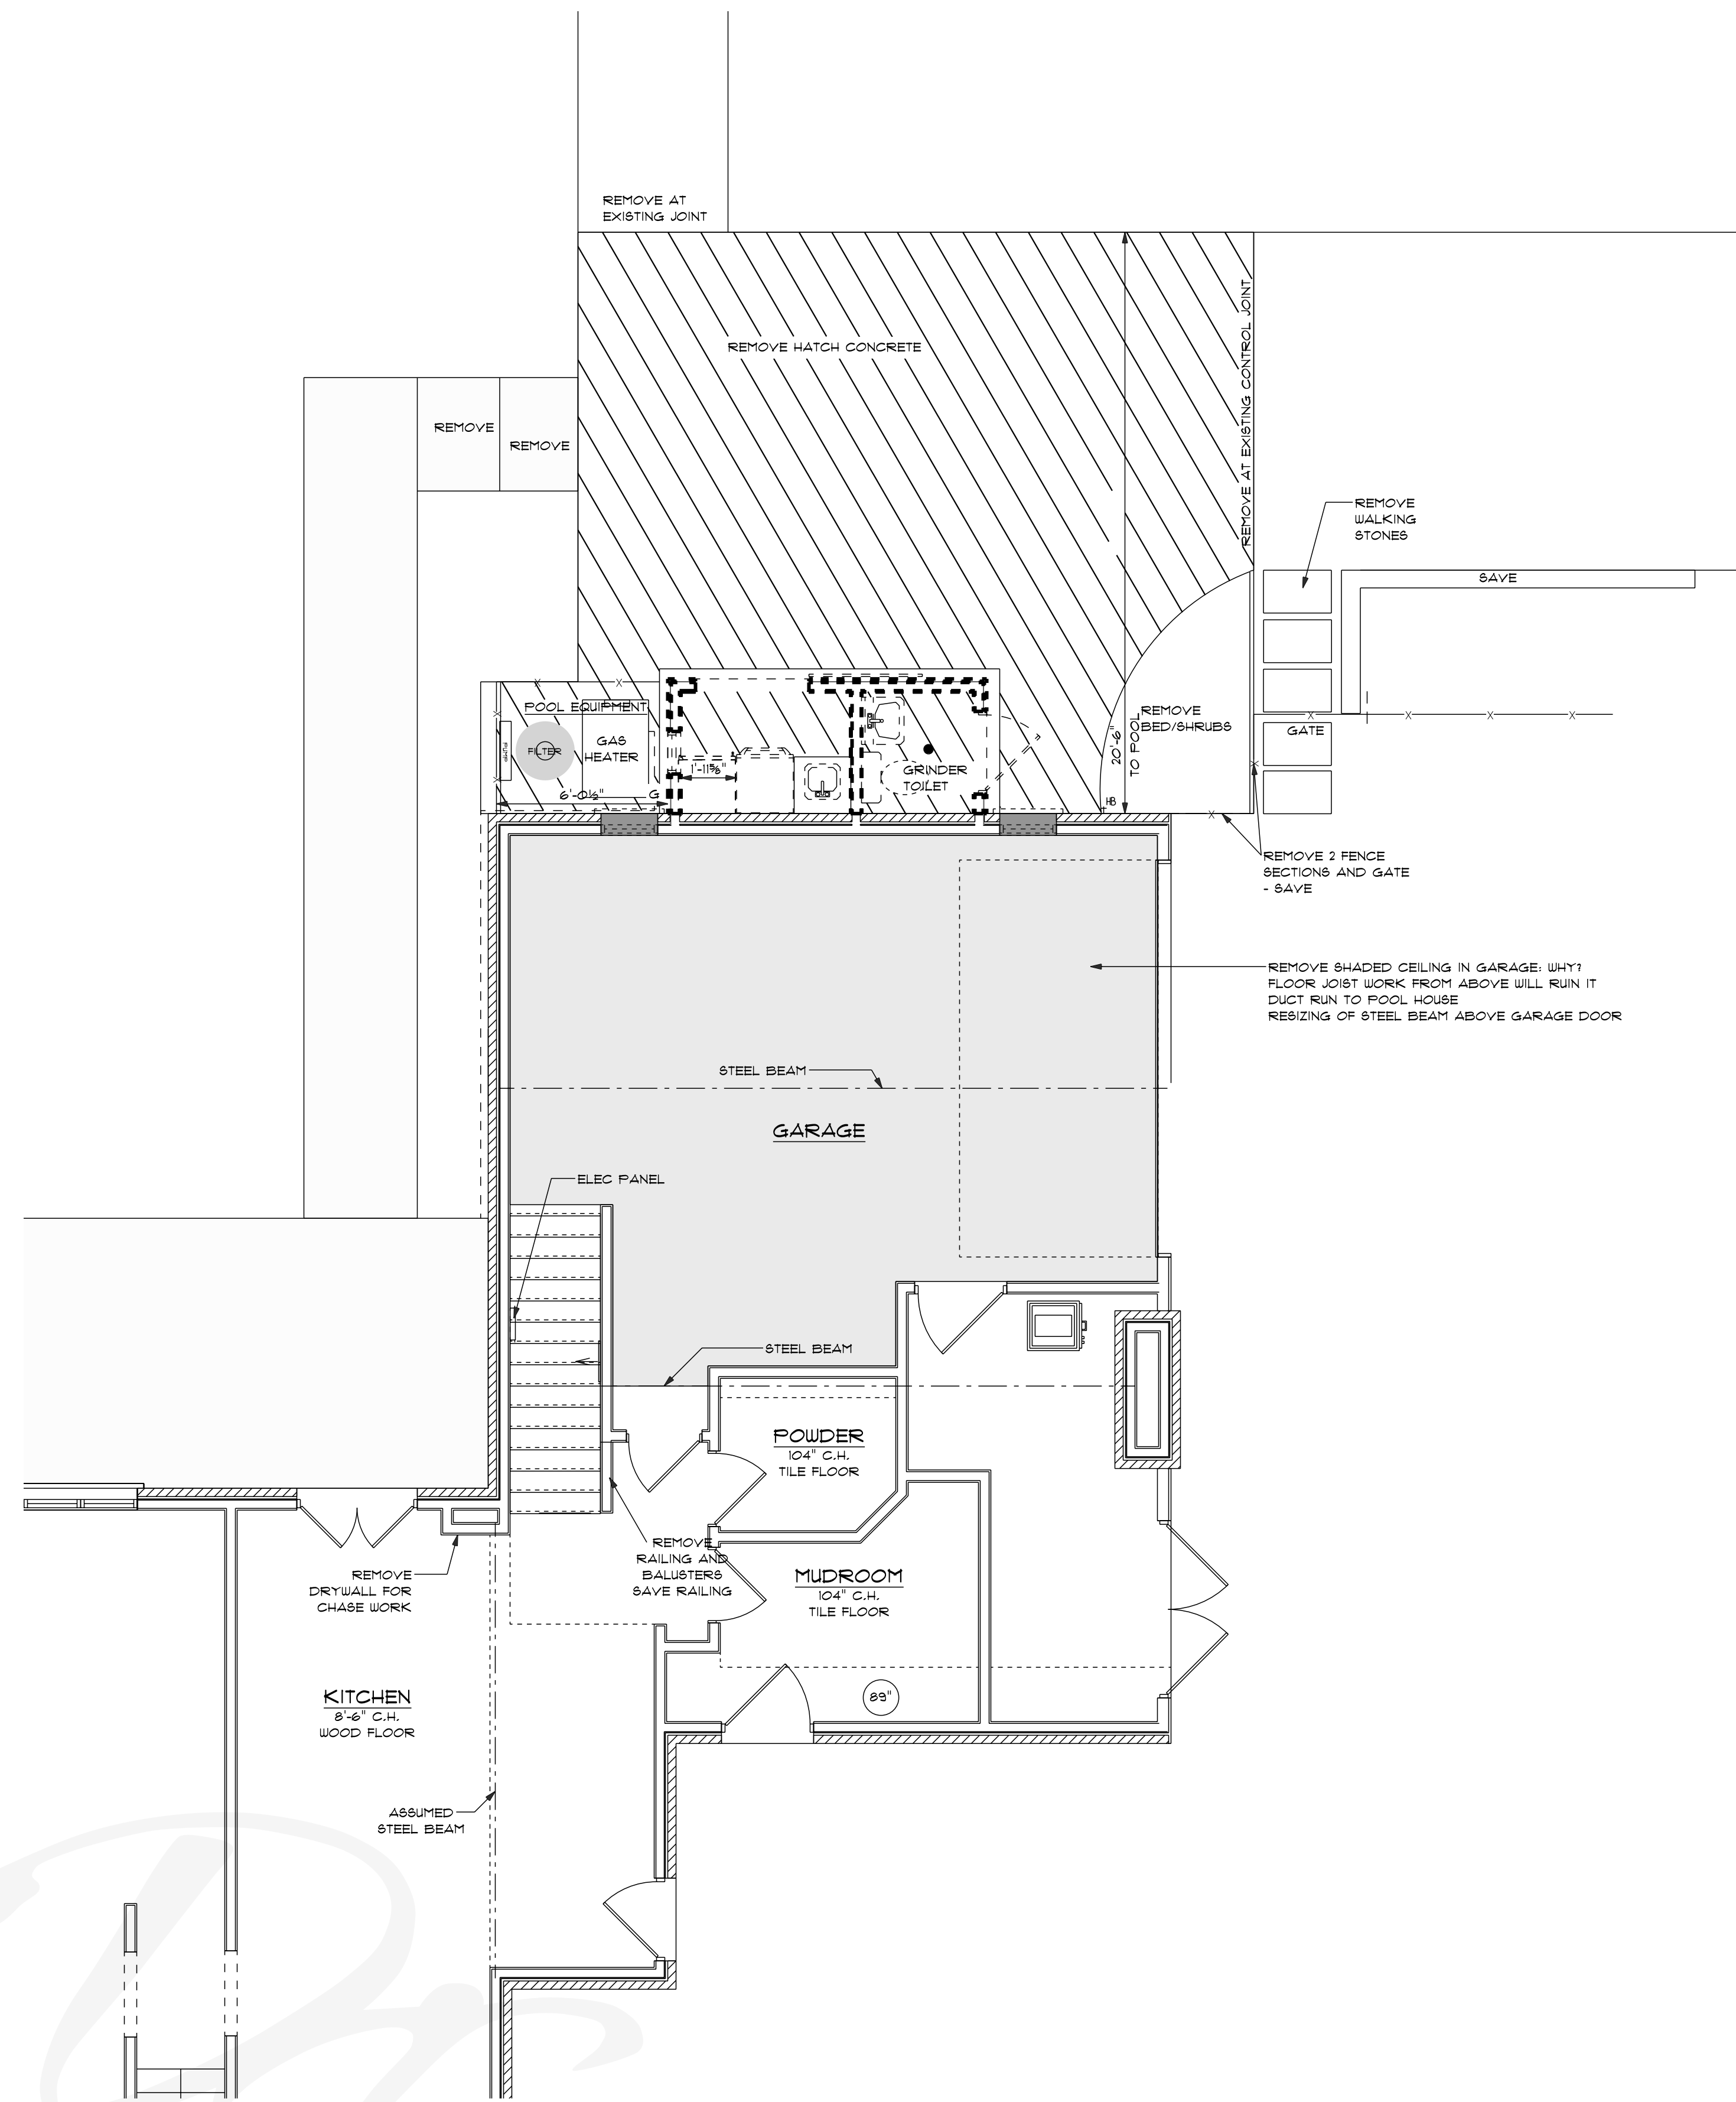 REMOVE AT
EXISTING JOINT
REMOVE HATCH CONCRETE
REMOVE AT EXISTING CONTROL JOINT
REMOVE
REMOVE
REMOVE
WALKING
STONES
SAVE
POOL EQUIPMENT
FILTER
GAS
HEATER
6'-0½"
G
1'-11⅝"
GRINDER
TOILET
20'-6"
TO POOL
REMOVE
BED/SHRUBS
HB
GATE
REMOVE 2 FENCE
SECTIONS AND GATE
- SAVE
REMOVE SHADED CEILING IN GARAGE: WHY?
FLOOR JOIST WORK FROM ABOVE WILL RUIN IT
DUCT RUN TO POOL HOUSE
RESIZING OF STEEL BEAM ABOVE GARAGE DOOR
STEEL BEAM
GARAGE
ELEC PANEL
STEEL BEAM
POWDER
104" C.H.
TILE FLOOR
REMOVE
RAILING AND
BALUSTERS
SAVE RAILING
REMOVE
DRYWALL FOR
CHASE WORK
MUDROOM
104" C.H.
TILE FLOOR
89"
KITCHEN
8'-6" C.H.
WOOD FLOOR
ASSUMED
STEEL BEAM